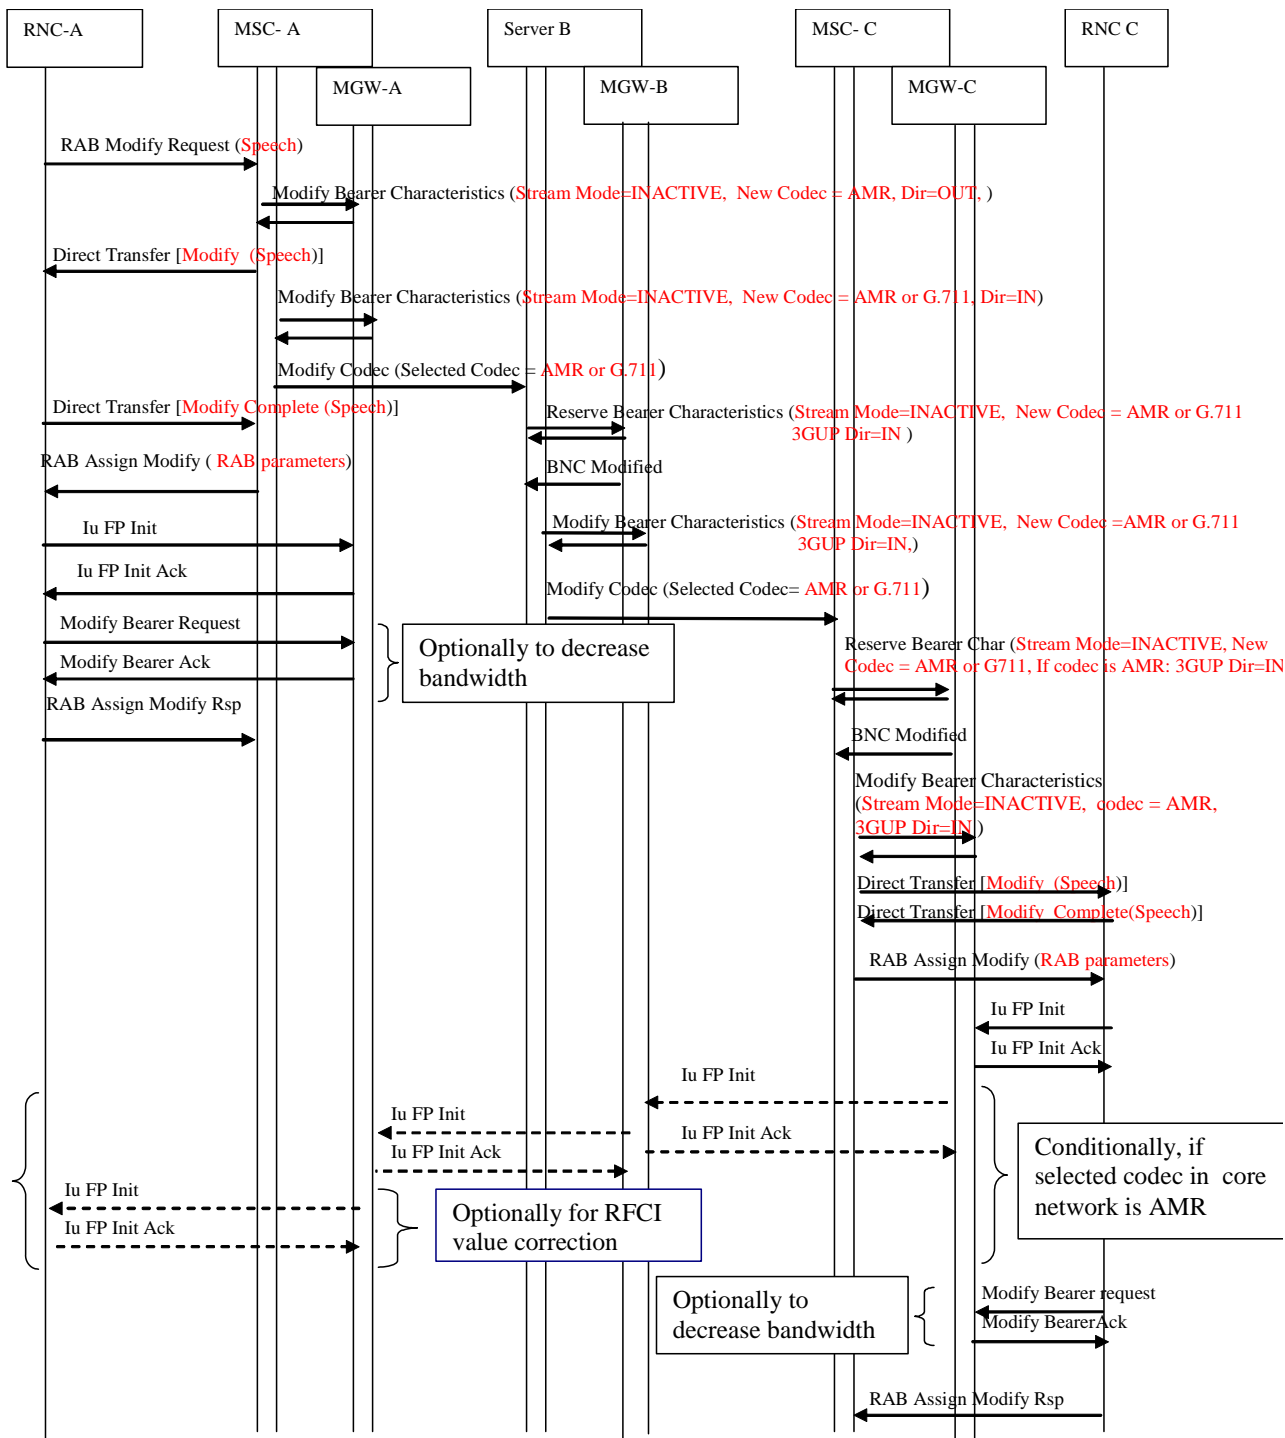 RNC-A
MSC- A
Server B
MSC- C
RNC C
MGW-A
MGW-B
MGW-C
RAB Modify Request (Speech)
Modify Bearer Characteristics (Stream Mode=INACTIVE,  New Codec = AMR, Dir=OUT, )
Direct Transfer [Modify  (Speech)]
Modify Bearer Characteristics (Stream Mode=INACTIVE,  New Codec = AMR or G.711, Dir=IN)
Modify Codec (Selected Codec = AMR or G.711)
Direct Transfer [Modify Complete (Speech)]
Reserve Bearer Characteristics (Stream Mode=INACTIVE,  New Codec = AMR or G.711
3GUP Dir=IN )
RAB Assign Modify ( RAB parameters)
BNC Modified
Iu FP Init
Modify Bearer Characteristics (Stream Mode=INACTIVE,  New Codec =AMR or G.711
3GUP Dir=IN,)
Iu FP Init Ack
Modify Codec (Selected Codec= AMR or G.711)
Modify Bearer Request
Optionally to decrease
bandwidth
Reserve Bearer Char (Stream Mode=INACTIVE, New
Codec = AMR or G711, If codec is AMR: 3GUP Dir=IN
Modify Bearer Ack
RAB Assign Modify Rsp
BNC Modified
Modify Bearer Characteristics
(Stream Mode=INACTIVE,  codec = AMR,
3GUP Dir=IN )
Direct Transfer [Modify  (Speech)]
Direct Transfer [Modify  Complete(Speech)]
RAB Assign Modify (RAB parameters)
Iu FP Init
Iu FP Init Ack
Iu FP Init
Iu FP Init
Iu FP Init Ack
Iu FP Init Ack
Conditionally, if
selected codec in  core
network is AMR
Iu FP Init
Iu FP Init Ack
Optionally for RFCI
value correction
Optionally to
decrease bandwidth
Modify Bearer request
Modify BearerAck
RAB Assign Modify Rsp